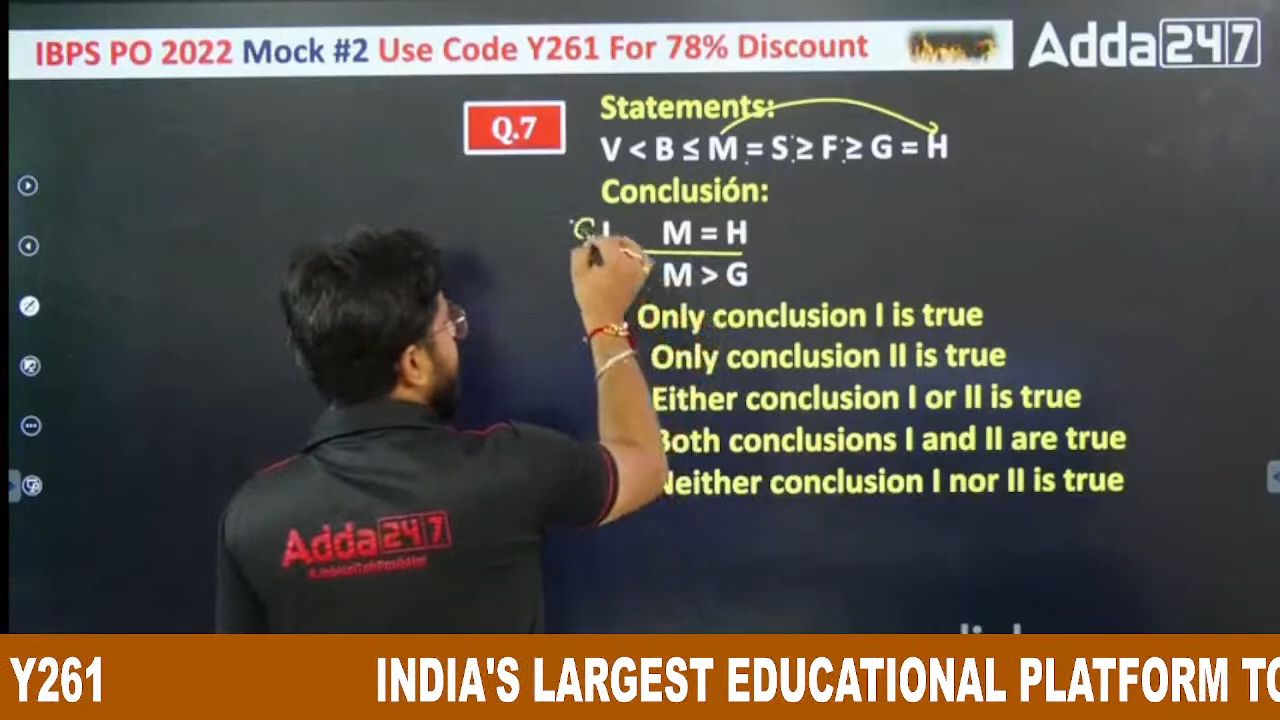 IBPS PO 2022 Mock #2 Use Code Y261 For 78% Discount
Adda247
Q.7
Statements:
V < B ≤ M = S ≥ F ≥ G = H
Conclusión:
I M = H
M > G
Only conclusion I is true
Only conclusion II is true
Either conclusion I or II is true
Both conclusions I and II are true
Neither conclusion I nor II is true
Adda247
Y261 INDIA'S LARGEST EDUCATIONAL PLATFORM TO